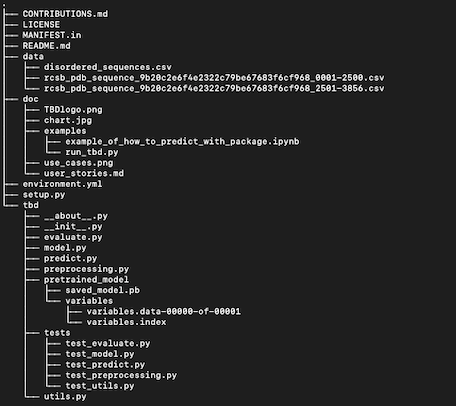 .
├── CONTRIBUTIONS.md
├── LICENSE
├── MANIFEST.in
├── README.md
├── data
│   ├── disordered_sequences.csv
│   ├── rcsb_pdb_sequence_9b20c2e6f4e2322c79be67683f6cf968_0001-2500.csv
│   └── rcsb_pdb_sequence_9b20c2e6f4e2322c79be67683f6cf968_2501-3856.csv
├── doc
│   ├── TBDlogo.png
│   ├── chart.jpg
│   ├── examples
│   │   ├── example_of_how_to_predict_with_package.ipynb
│   │   └── run_tbd.py
│   ├── use_cases.png
│   └── user_stories.md
├── environment.yml
├── setup.py
└── tbd
    ├── __about__.py
    ├── __init__.py
    ├── evaluate.py
    ├── model.py
    ├── predict.py
    ├── preprocessing.py
    ├── pretrained_model
    │   ├── saved_model.pb
    │   └── variables
    │       ├── variables.data-00000-of-00001
    │       └── variables.index
    ├── tests
    │   ├── test_evaluate.py
    │   ├── test_model.py
    │   ├── test_predict.py
    │   ├── test_preprocessing.py
    │   └── test_utils.py
    └── utils.py